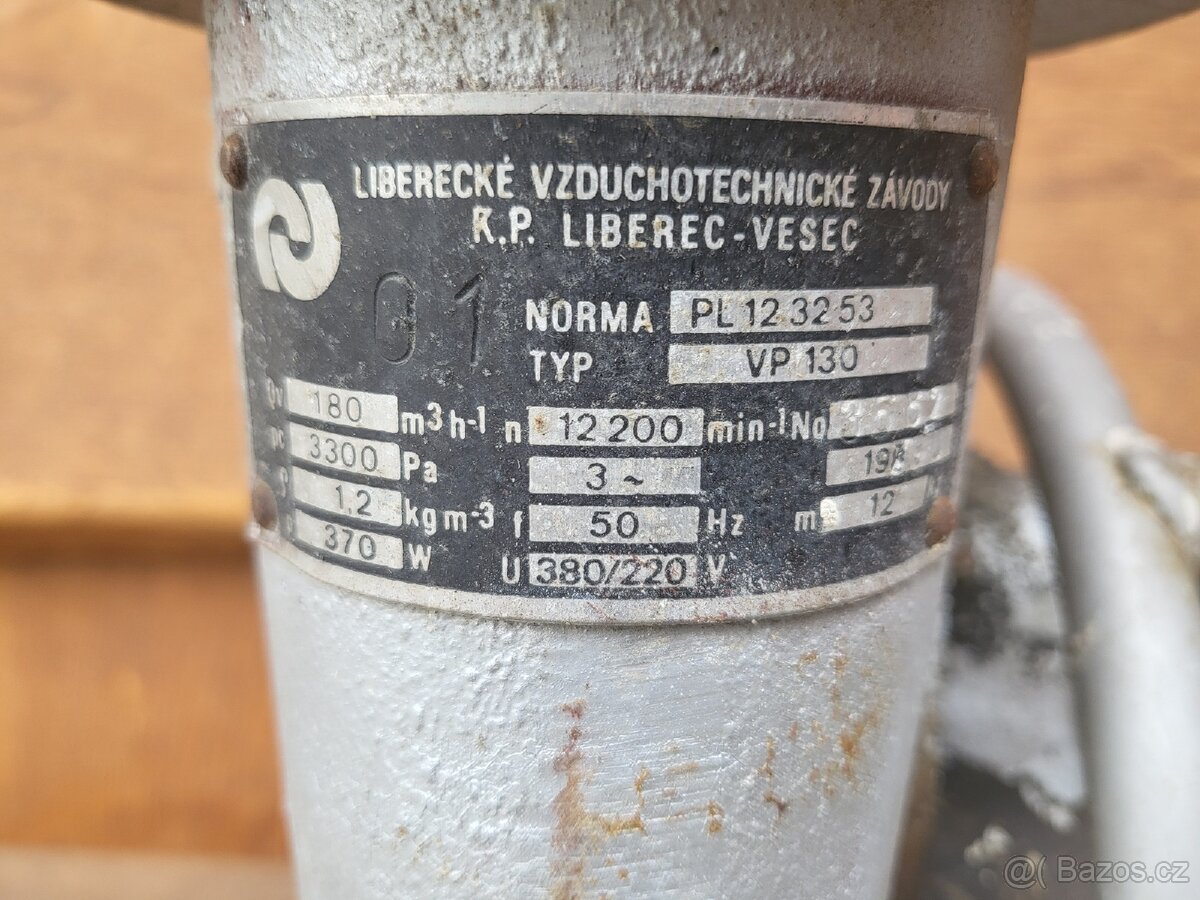 LIBERECKÉ VZDUCHOTECHNICKÉ ZÁVODY
K.P. LIBEREC-VESEC
01
NORMA PL 12 32 53
TYP VP 130
180 m3h-1 n 12 200 min-1 No
3300 Pa 3~
1,2 kgm-3 f 50 Hz m 12
370 W U 380/220 V
Bazos.cz